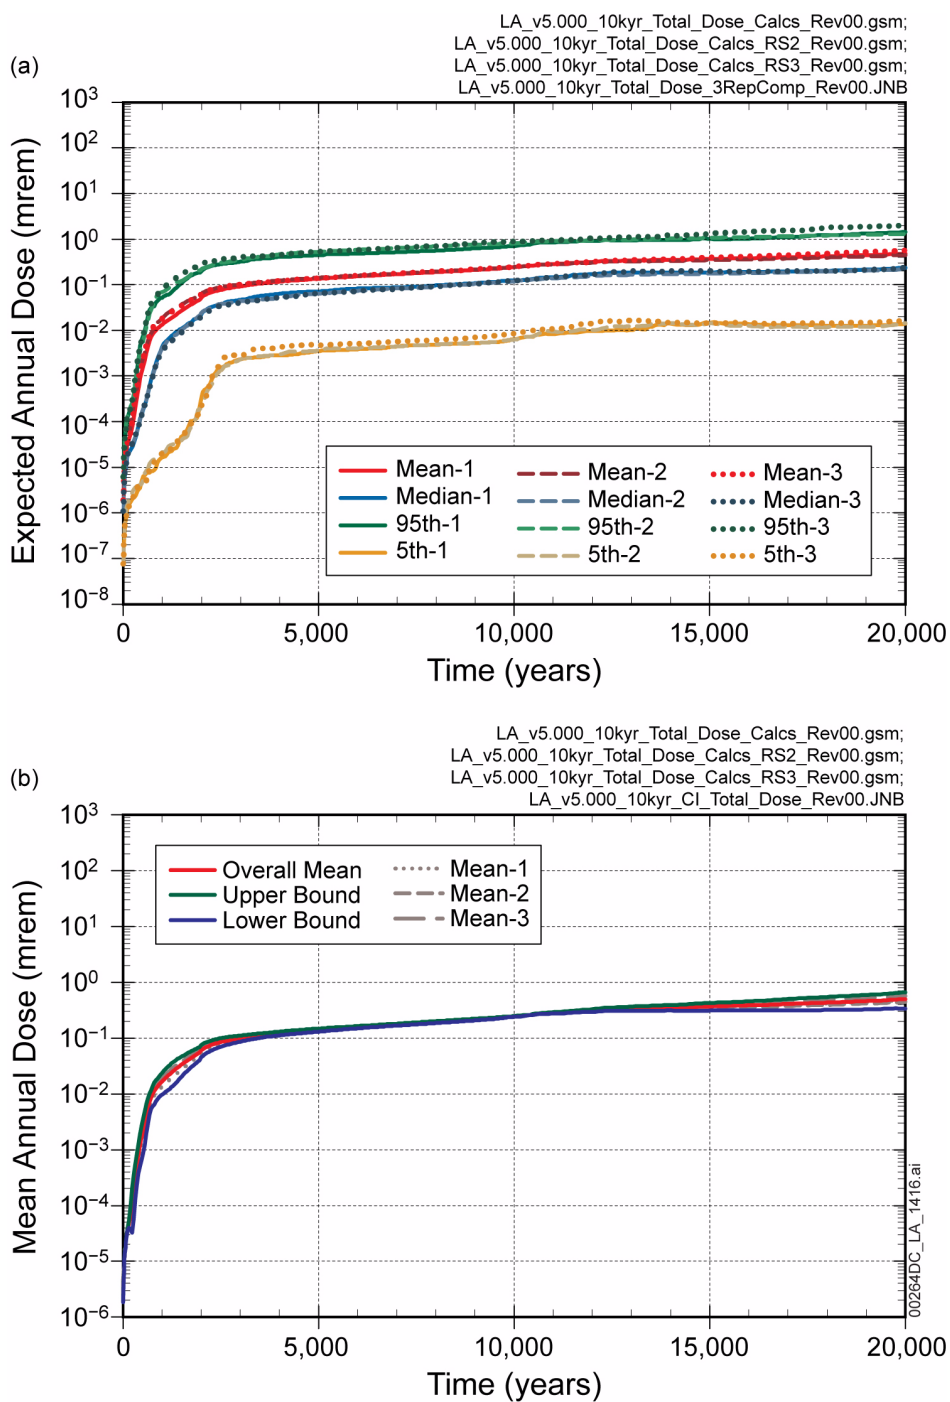 LA_v5.000_10kyr_Total_Dose_Calcs_Rev00.gsm;
LA_v5.000_10kyr_Total_Dose_Calcs_RS2_Rev00.gsm;
(a)
LA_v5.000_10kyr_Total_Dose_Calcs_RS3_Rev00.gsm;
LA_v5.000_10kyr_Total_Dose_3RepComp_Rev00.JNB
Expected Annual Dose (mrem)
10³
10²
10¹
10⁰
10⁻¹
10⁻²
10⁻³
10⁻⁴
10⁻⁵
10⁻⁶
10⁻⁷
10⁻⁸
Mean-1 Mean-2 Mean-3
Median-1 Median-2 Median-3
95th-1 95th-2 95th-3
5th-1 5th-2 5th-3
0 5,000 10,000 15,000 20,000
Time (years)
LA_v5.000_10kyr_Total_Dose_Calcs_Rev00.gsm;
LA_v5.000_10kyr_Total_Dose_Calcs_RS2_Rev00.gsm;
(b)
LA_v5.000_10kyr_Total_Dose_Calcs_RS3_Rev00.gsm;
LA_v5.000_10kyr_CI_Total_Dose_Rev00.JNB
Mean Annual Dose (mrem)
10³
10²
10¹
10⁰
10⁻¹
10⁻²
10⁻³
10⁻⁴
10⁻⁵
10⁻⁶
Overall Mean Mean-1
Upper Bound Mean-2
Lower Bound Mean-3
00264DC_LA_1416.ai
0 5,000 10,000 15,000 20,000
Time (years)